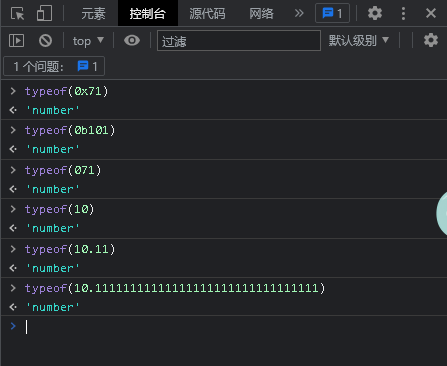 元素 控制台 源代码 网络 » 1
top 过滤 默认级别
1 个问题: 1
> typeof(0x71)
'number'
> typeof(0b101)
'number'
> typeof(071)
'number'
> typeof(10)
'number'
> typeof(10.11)
'number'
> typeof(10.11111111111111111111111111111111)
'number'
>